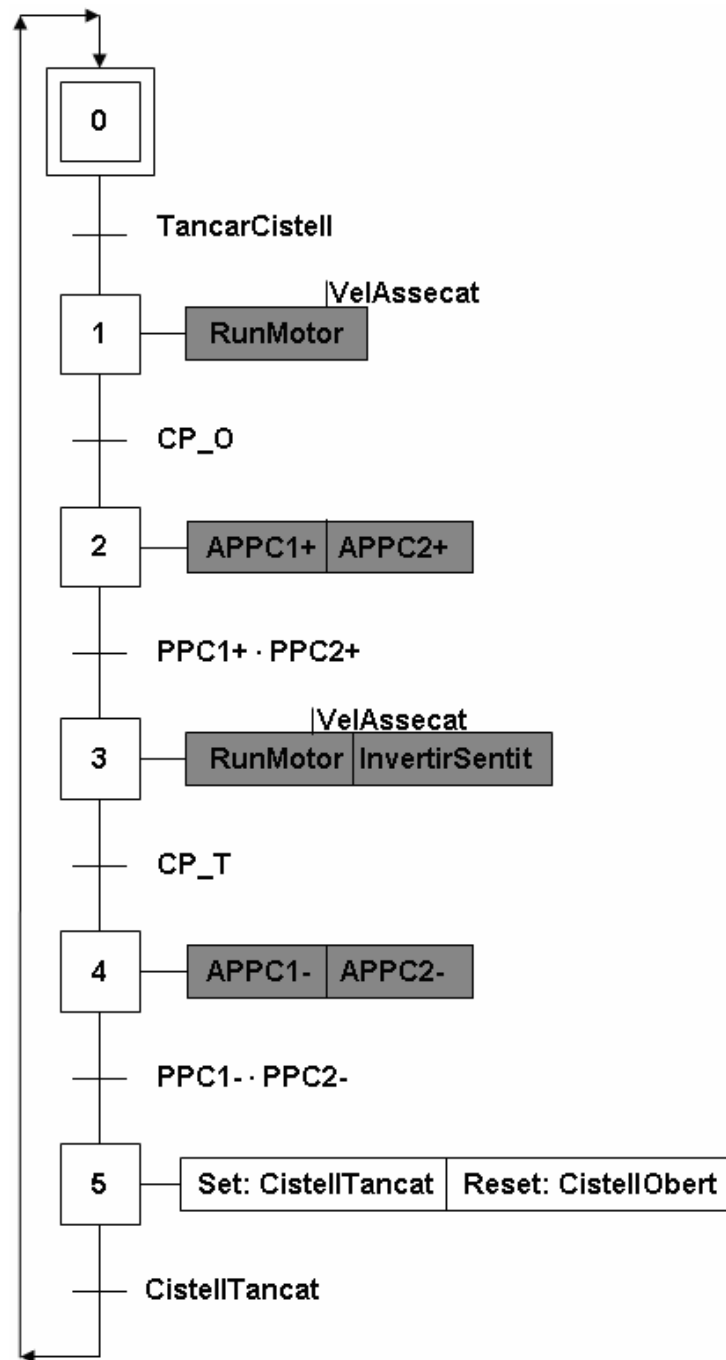 0
TancarCistell
VelAssecat
1 RunMotor
CP_O
2 APPC1+ APPC2+
PPC1+ · PPC2+
VelAssecat
3 RunMotor InvertirSentit
CP_T
4 APPC1- APPC2-
PPC1- · PPC2-
5 Set: CistellTancat Reset: CistellObert
CistellTancat